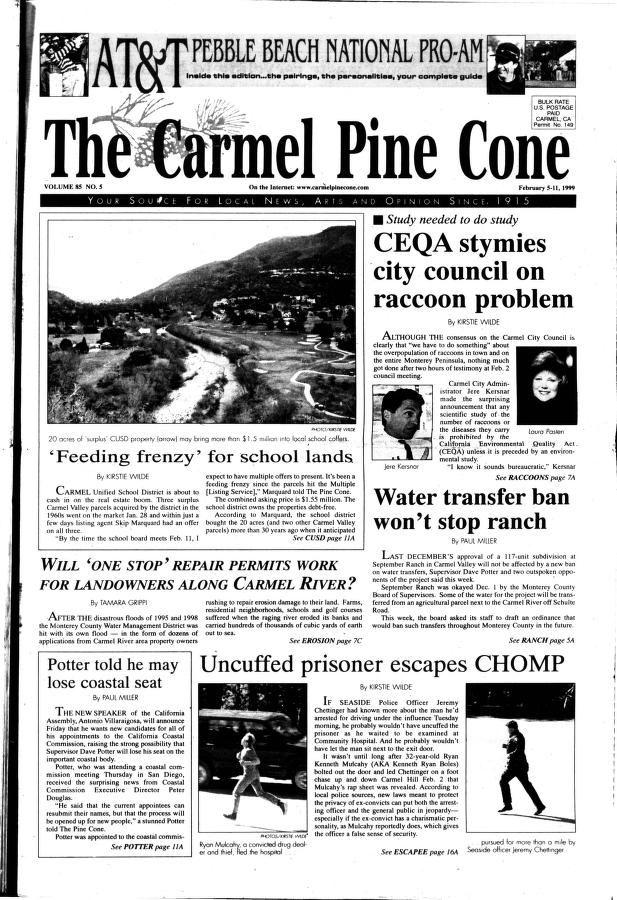 AT&T PEBBLE BEACH NATIONAL PRO-AM
Inside this edition...the pairings, the personalities, your complete guide
BULK RATE
U.S. POSTAGE
PAID
CARMEL, CA
Permit No. 149
The Carmel Pine Cone
VOLUME 85 NO. 5
On the Internet: www.carmelpinecone.com
February 5-11, 1999
YOUR SOURCE FOR LOCAL NEWS, ARTS AND OPINION SINCE 1915
PHOTO/KIRSTIE WILDE
20 acres of 'surplus' CUSD property (arrow) may bring more than $1.5 million into local school coffers.
'Feeding frenzy' for school lands
By KIRSTIE WILDE
CARMEL Unified School District is about to
cash in on the real estate boom. Three surplus
Carmel Valley parcels acquired by the district in the
1960s went on the market Jan. 28 and within just a
few days listing agent Skip Marquard had an offer
on all three.
"By the time the school board meets Feb. 11, I
expect to have multiple offers to present. It's been a
feeding frenzy since the parcels hit the Multiple
[Listing Service]," Marquard told The Pine Cone.
The combined asking price is $1.55 million. The
school district owns the properties debt-free.
According to Marquard, the school district
bought the 20 acres (and two other Carmel Valley
parcels) more than 30 years ago when it anticipated
See CUSD page 11A
■ Study needed to do study
CEQA stymies
city council on
raccoon problem
By KIRSTIE WILDE
ALTHOUGH THE consensus on the Carmel City Council is
clearly that "we have to do something" about
the overpopulation of raccoons in town and on
the entire Monterey Peninsula, nothing much
got done after two hours of testimony at Feb. 2
council meeting.
Carmel City Admin-
istrator Jere Kersnar
made the surprising
announcement that any
scientific study of the
number of raccoons or
the diseases they carry
is prohibited by the
California Environmental Quality Act
(CEQA) unless it is preceded by an environ-
mental study.
"I know it sounds bureaucratic," Kersnar
See RACCOONS page 7A
Laura Pasten
Jere Kersnar
Water transfer ban
won't stop ranch
By PAUL MILLER
LAST DECEMBER'S approval of a 117-unit subdivision at
September Ranch in Carmel Valley will not be affected by a new ban
on water transfers, Supervisor Dave Potter and two outspoken oppo-
nents of the project said this week.
September Ranch was okayed Dec. 1 by the Monterey County
Board of Supervisors. Some of the water for the project will be trans-
ferred from an agricultural parcel next to the Carmel River off Schulte
Road.
This week, the board asked its staff to draft an ordinance that
would ban such transfers throughout Monterey County in the future.
See RANCH page 5A
WILL 'ONE STOP' REPAIR PERMITS WORK
FOR LANDOWNERS ALONG CARMEL RIVER?
By TAMARA GRIPPI
AFTER THE disastrous floods of 1995 and 1998
the Monterey County Water Management District was
hit with its own flood — in the form of dozens of
applications from Carmel River area property owners
rushing to repair erosion damage to their land. Farms,
residential neighborhoods, schools and golf courses
suffered when the raging river eroded its banks and
carried hundreds of thousands of cubic yards of earth
out to sea.
See EROSION page 7C
Potter told he may
lose coastal seat
By PAUL MILLER
THE NEW SPEAKER of the California
Assembly, Antonio Villaraigosa, will announce
Friday that he wants new candidates for all of
his appointments to the California Coastal
Commission, raising the strong possibility that
Supervisor Dave Potter will lose his seat on the
important coastal body.
Potter, who was attending a coastal com-
mission meeting Thursday in San Diego,
received the surprising news from Coastal
Commission Executive Director Peter
Douglas.
"He said that the current appointees can
resubmit their names, but that the process will
be opened up for new people," a stunned Potter
told The Pine Cone.
Potter was appointed to the coastal commis-
See POTTER page 11A
Uncuffed prisoner escapes CHOMP
By KIRSTIE WILDE
IF SEASIDE Police Officer Jeremy
Chettinger had known more about the man he'd
arrested for driving under the influence Tuesday
morning, he probably wouldn't have uncuffed the
prisoner as he waited to be examined at
Community Hospital. And he probably wouldn't
have let the man sit next to the exit door.
It wasn't until long after 32-year-old Ryan
Kenneth Mulcahy (AKA Kenneth Ryan Boles)
bolted out the door and led Chettinger on a foot
chase up and down Carmel Hill Feb. 2 that
Mulcahy's rap sheet was revealed. According to
local police sources, new laws meant to protect
the privacy of ex-convicts can put both the arrest-
ing officer and the general public in jeopardy—
especially if the ex-convict has a charismatic per-
sonality, as Mulcahy reportedly does, which gives
the officer a false sense of security.
See ESCAPEE page 16A
PHOTOS/KIRSTIE WILDE
Ryan Mulcahy, a convicted drug deal-
er and thief, fled the hospital
pursued for more than a mile by
Seaside officer Jeremy Chettinger